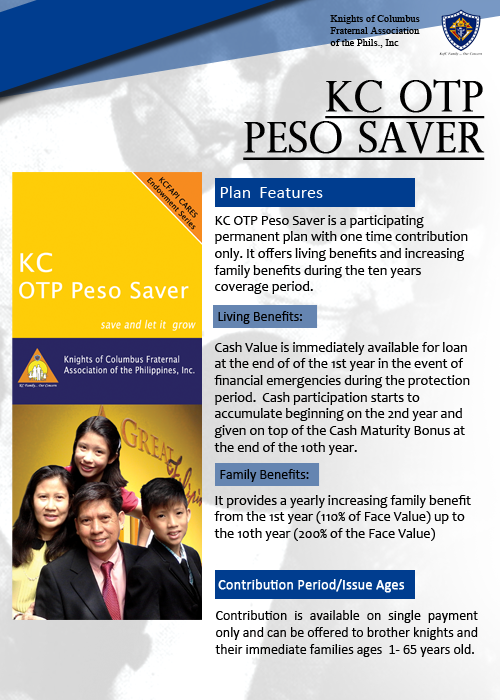 Knights of Columbus
Fraternal Association
of the Phils., Inc
KC OTP
PESO SAVER
KCFAPI CARES
Endowment Series
KC
OTP Peso Saver
save and let it grow
Knights of Columbus Fraternal
Association of the Philippines, Inc.
GREAT
Plan Features
KC OTP Peso Saver is a participating
permanent plan with one time contribution
only. It offers living benefits and increasing
family benefits during the ten years
coverage period.
Living Benefits:
Cash Value is immediately available for loan
at the end of of the 1st year in the event of
financial emergencies during the protection
period. Cash participation starts to
accumulate beginning on the 2nd year and
given on top of the Cash Maturity Bonus at
the end of the 10th year.
Family Benefits:
It provides a yearly increasing family benefit
from the 1st year (110% of Face Value) up to
the 10th year (200% of the Face Value)
Contribution Period/Issue Ages
Contribution is available on single payment
only and can be offered to brother knights and
their immediate families ages 1- 65 years old.